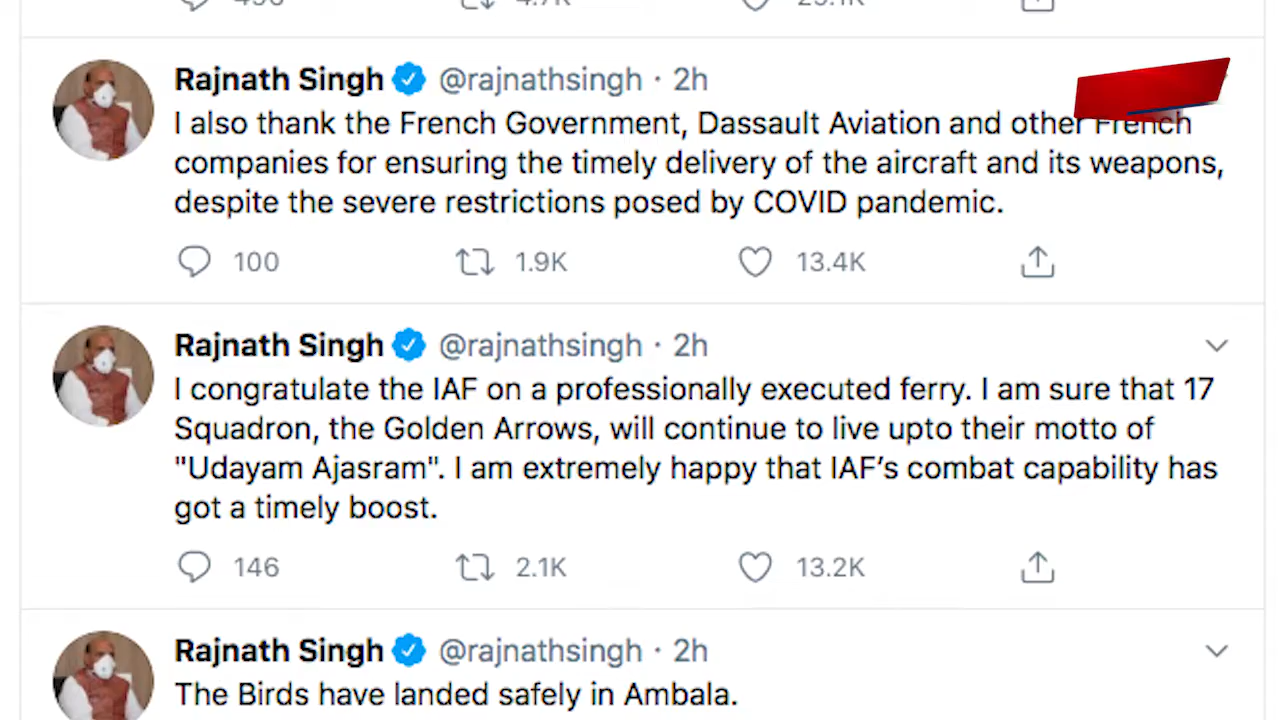 Rajnath Singh @rajnathsingh · 2h
I also thank the French Government, Dassault Aviation and other French
companies for ensuring the timely delivery of the aircraft and its weapons,
despite the severe restrictions posed by COVID pandemic.
100 1.9K 13.4K
Rajnath Singh @rajnathsingh · 2h
I congratulate the IAF on a professionally executed ferry. I am sure that 17
Squadron, the Golden Arrows, will continue to live upto their motto of
"Udayam Ajasram". I am extremely happy that IAF’s combat capability has
got a timely boost.
146 2.1K 13.2K
Rajnath Singh @rajnathsingh · 2h
The Birds have landed safely in Ambala.